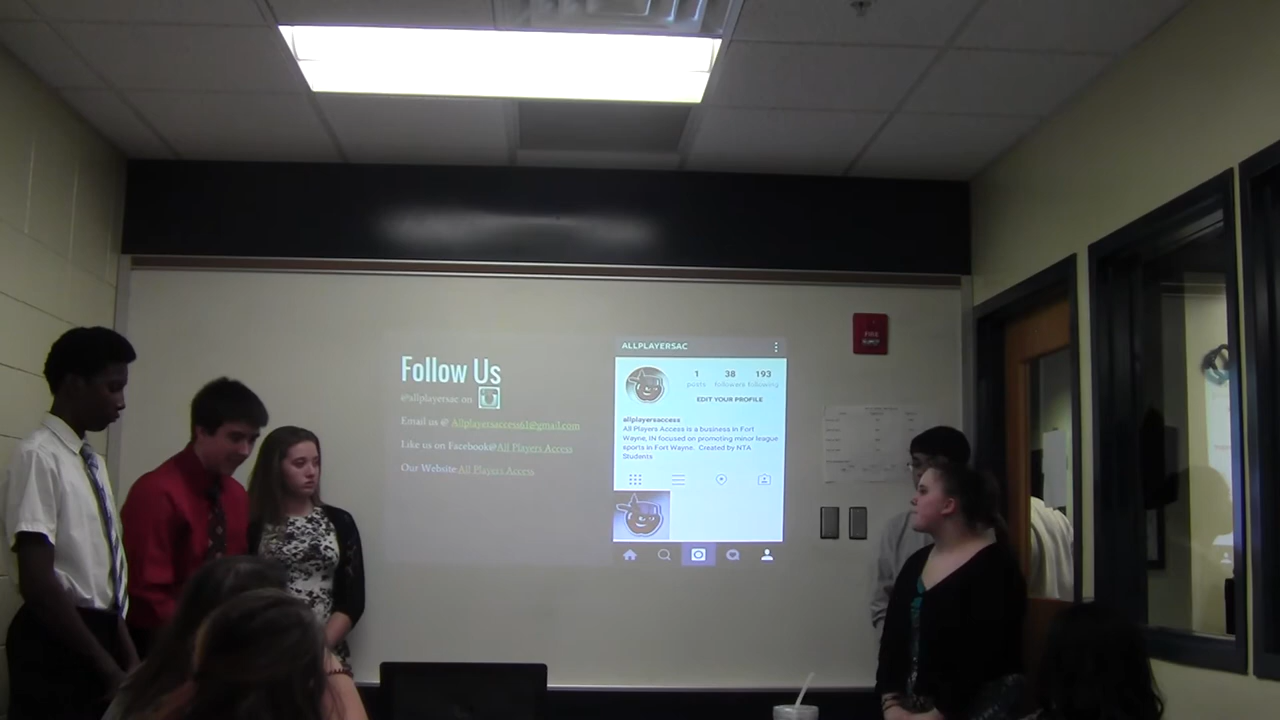 Follow Us
@allplayersac on
Email us @ Allplayersaccess61@gmail.com
Like us on Facebook@All Players Access
Our Website All Players Access
ALLPLAYERSAC
1 38 193
posts followers following
EDIT YOUR PROFILE
allplayersaccess
All Players Access is a business in Fort
Wayne, IN focused on promoting minor league
sports in Fort Wayne. Created by NTA
Students
FIRE